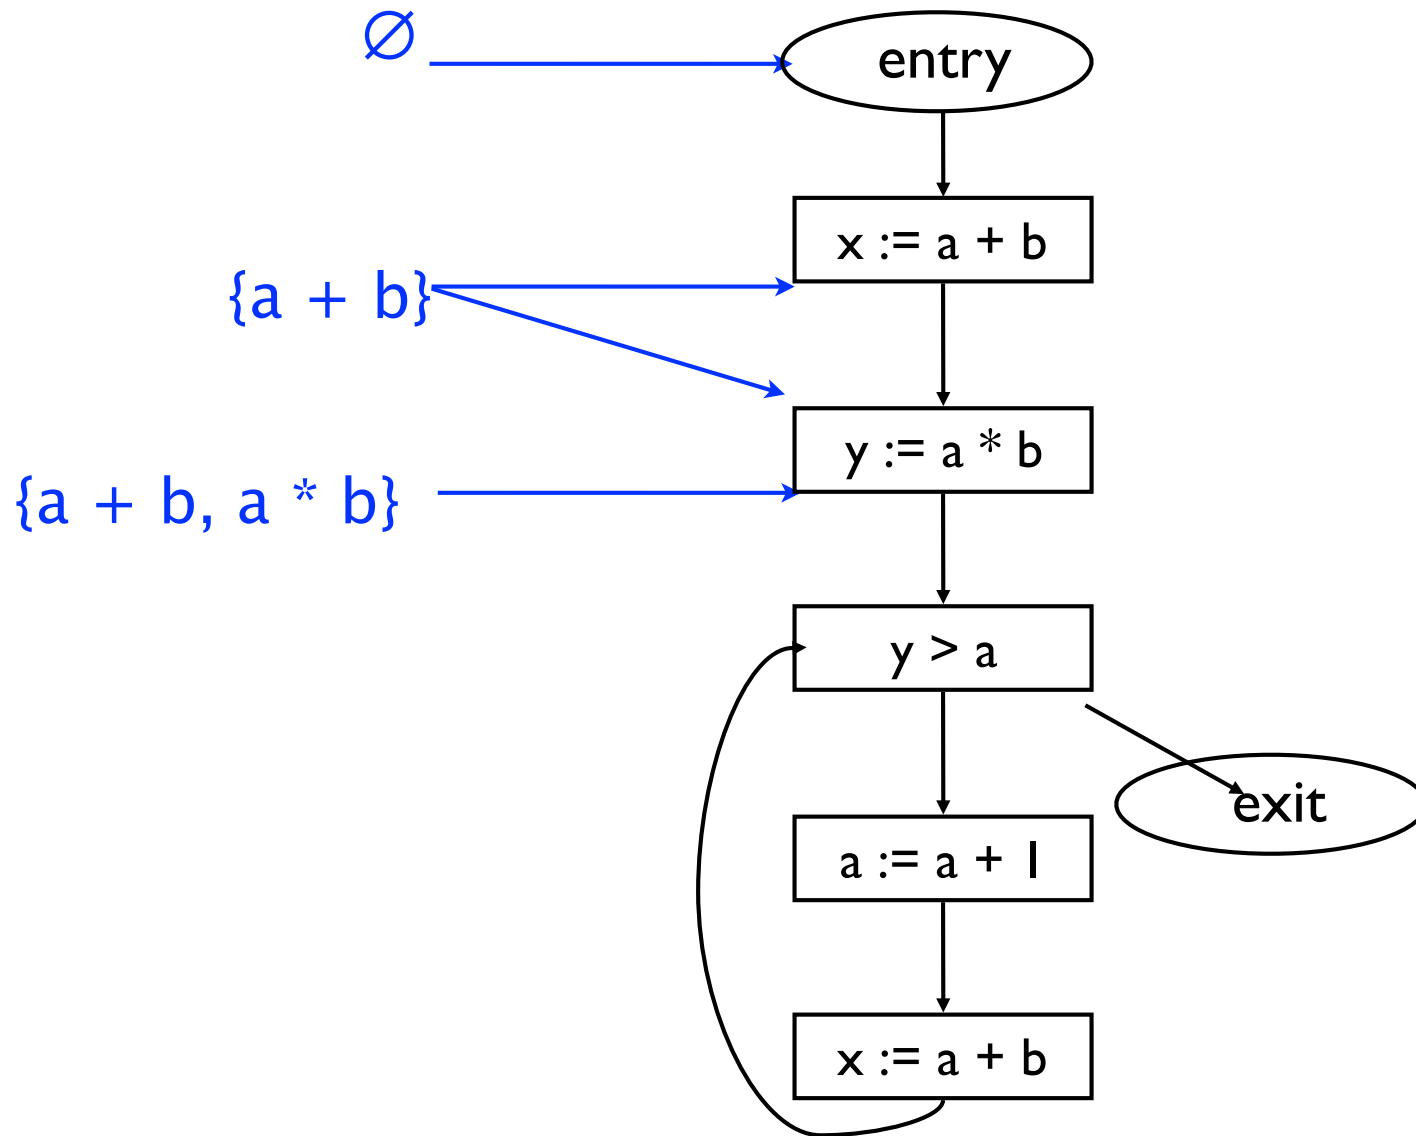 ∅
entry
x := a + b
{a + b}
y := a * b
{a + b, a * b}
y > a
exit
a := a + 1
x := a + b